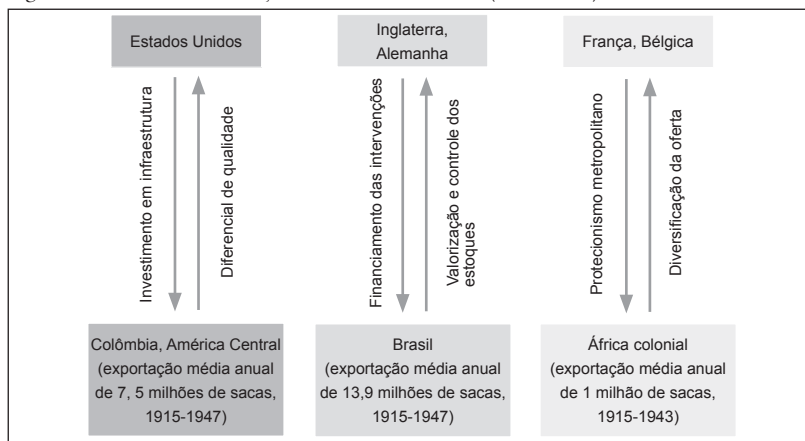 Estados Unidos
Inglaterra,
Alemanha
França, Bélgica
Investimento em infraestrutura
Diferencial de qualidade
Financiamento das intervenções
Valorização e controle dos
estoques
Protecionismo metropolitano
Diversificação da oferta
Colômbia, América Central
(exportação média anual
de 7, 5 milhões de sacas,
1915-1947)
Brasil
(exportação média anual
de 13,9 milhões de sacas,
1915-1947)
África colonial
(exportação média anual
de 1 milhão de sacas,
1915-1943)